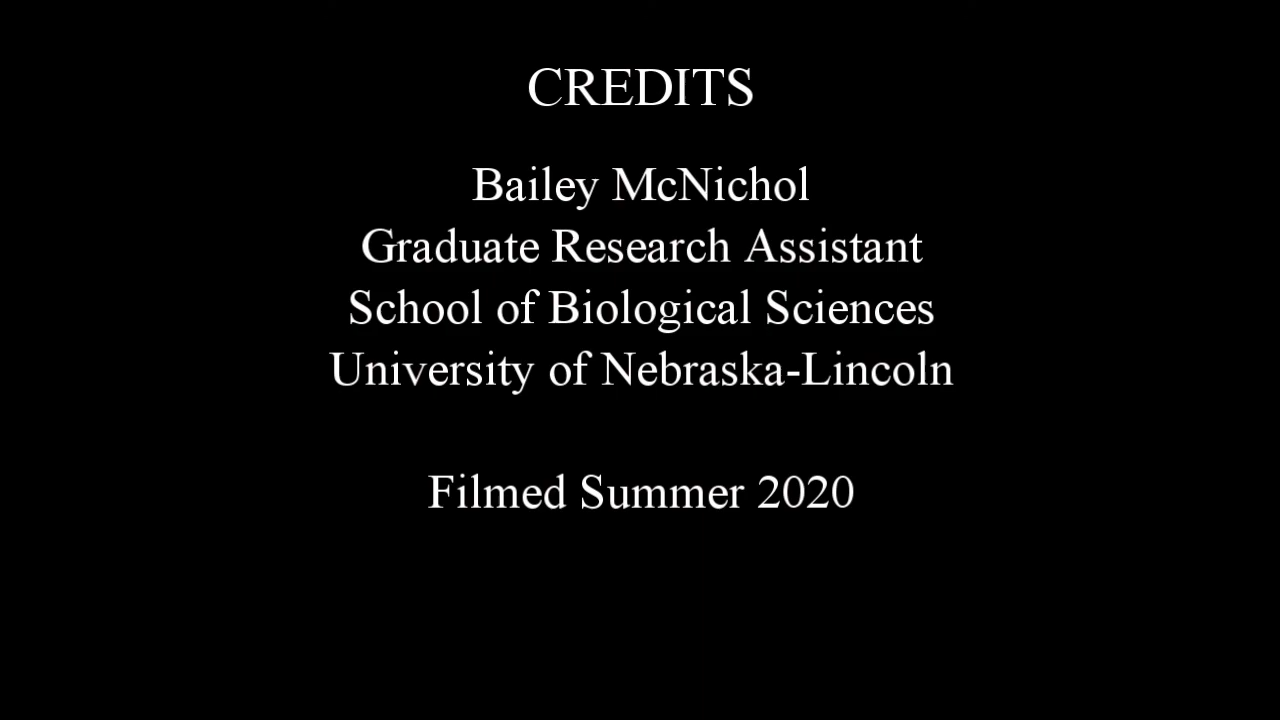 CREDITS
Bailey McNichol
Graduate Research Assistant
School of Biological Sciences
University of Nebraska-Lincoln
Filmed Summer 2020